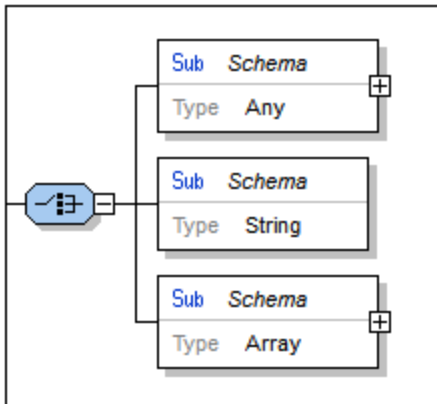 Sub Schema
Type Any
Sub Schema
Type String
Sub Schema
Type Array